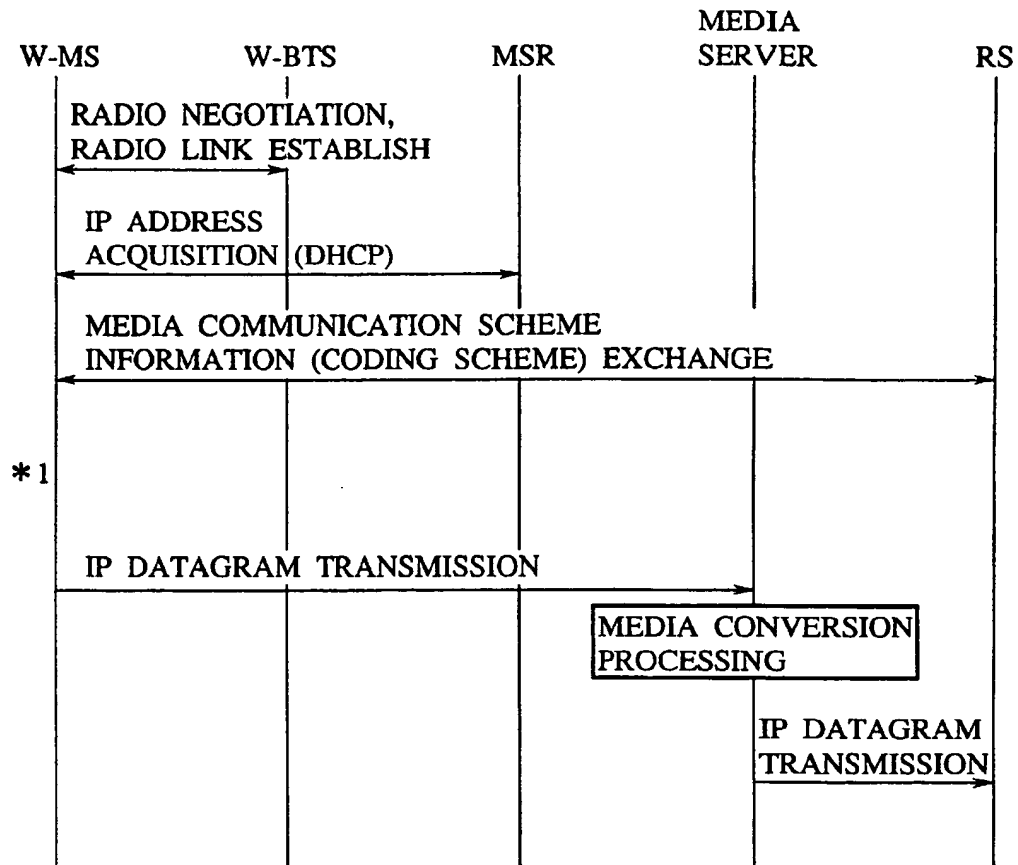 MEDIA
W-MS W-BTS MSR SERVER RS
RADIO NEGOTIATION,
RADIO LINK ESTABLISH
IP ADDRESS
ACQUISITION (DHCP)
MEDIA COMMUNICATION SCHEME
INFORMATION (CODING SCHEME) EXCHANGE
*1
IP DATAGRAM TRANSMISSION
MEDIA CONVERSION
PROCESSING
IP DATAGRAM
TRANSMISSION